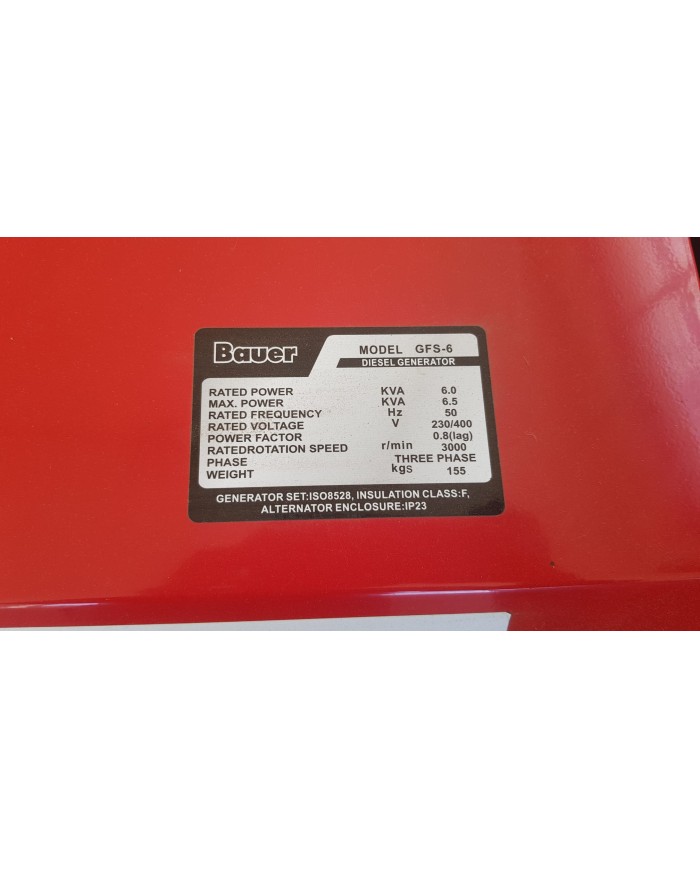 Bauer MODEL GFS-6
DIESEL GENERATOR
RATED POWER KVA 6.0
MAX. POWER KVA 6.5
RATED FREQUENCY Hz 50
RATED VOLTAGE V 230/400
POWER FACTOR 0.8(lag)
RATEDROTATION SPEED r/min 3000
PHASE THREE PHASE
WEIGHT kgs 155
GENERATOR SET:ISO8528, INSULATION CLASS:F,
ALTERNATOR ENCLOSURE:IP23